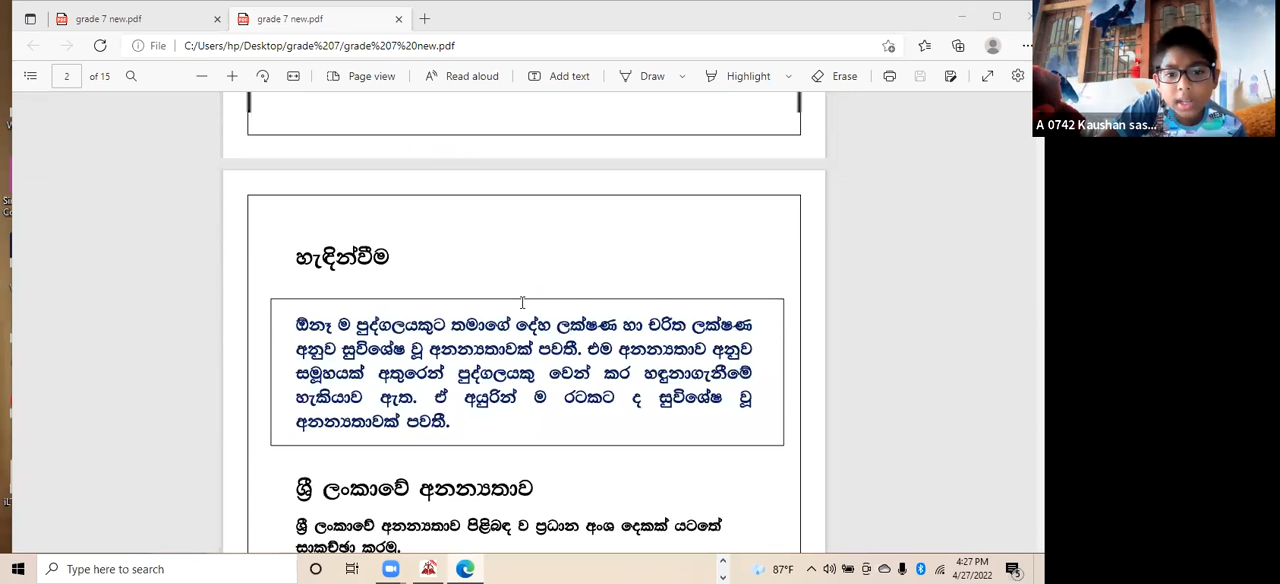 grade 7 new.pdf
grade 7 new.pdf
File C:/Users/hp/Desktop/grade%207/grade%207%20new.pdf
2 of 15
Page view
Read aloud
Add text
Draw
Highlight
Erase
A 0742 Kaushan sas...
හැඳින්වීම
ඕනෑ ම පුද්ගලයකුට තමාගේ දේහ ලක්ෂණ හා චරිත ලක්ෂණ
අනුව සුවිශේෂ වූ අනන්‍යතාවක් පවතී. එම අනන්‍යතාව අනුව
සමූහයක් අතුරෙන් පුද්ගලයකු වෙන් කර හඳුනාගැනීමේ
හැකියාව ඇත. ඒ අයුරින් ම රටකට ද සුවිශේෂ වූ
අනන්‍යතාවක් පවතී.
ශ්‍රී ලංකාවේ අනන්‍යතාව
ශ්‍රී ලංකාවේ අනන්‍යතාව පිළිබඳ ව ප්‍රධාන අංශ දෙකක් යටතේ
සාකච්ඡා කරමු.
Type here to search
87°F
4:27 PM
4/27/2022
5